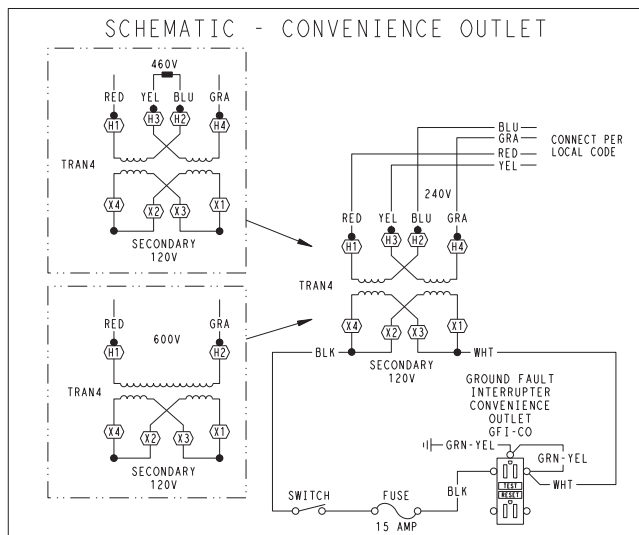 SCHEMATIC - CONVENIENCE OUTLET
460V
RED YEL BLU GRA
H1 H3 H2 H4
TRAN4
X4 X2 X3 X1
SECONDARY
120V
RED GRA
600V
H1 H2
TRAN4
X4 X2 X3 X1
SECONDARY
120V
BLU
GRA
RED
YEL
CONNECT PER
LOCAL CODE
240V
RED YEL BLU GRA
H1 H3 H2 H4
TRAN4
X4 X2 X3 X1
BLK
WHT
SECONDARY
120V
GROUND FAULT
INTERRUPTER
CONVENIENCE
OUTLET
GFI-CO
GRN-YEL
GRN-YEL
WHT
BLK
TEST
RESET
SWITCH
FUSE
15 AMP